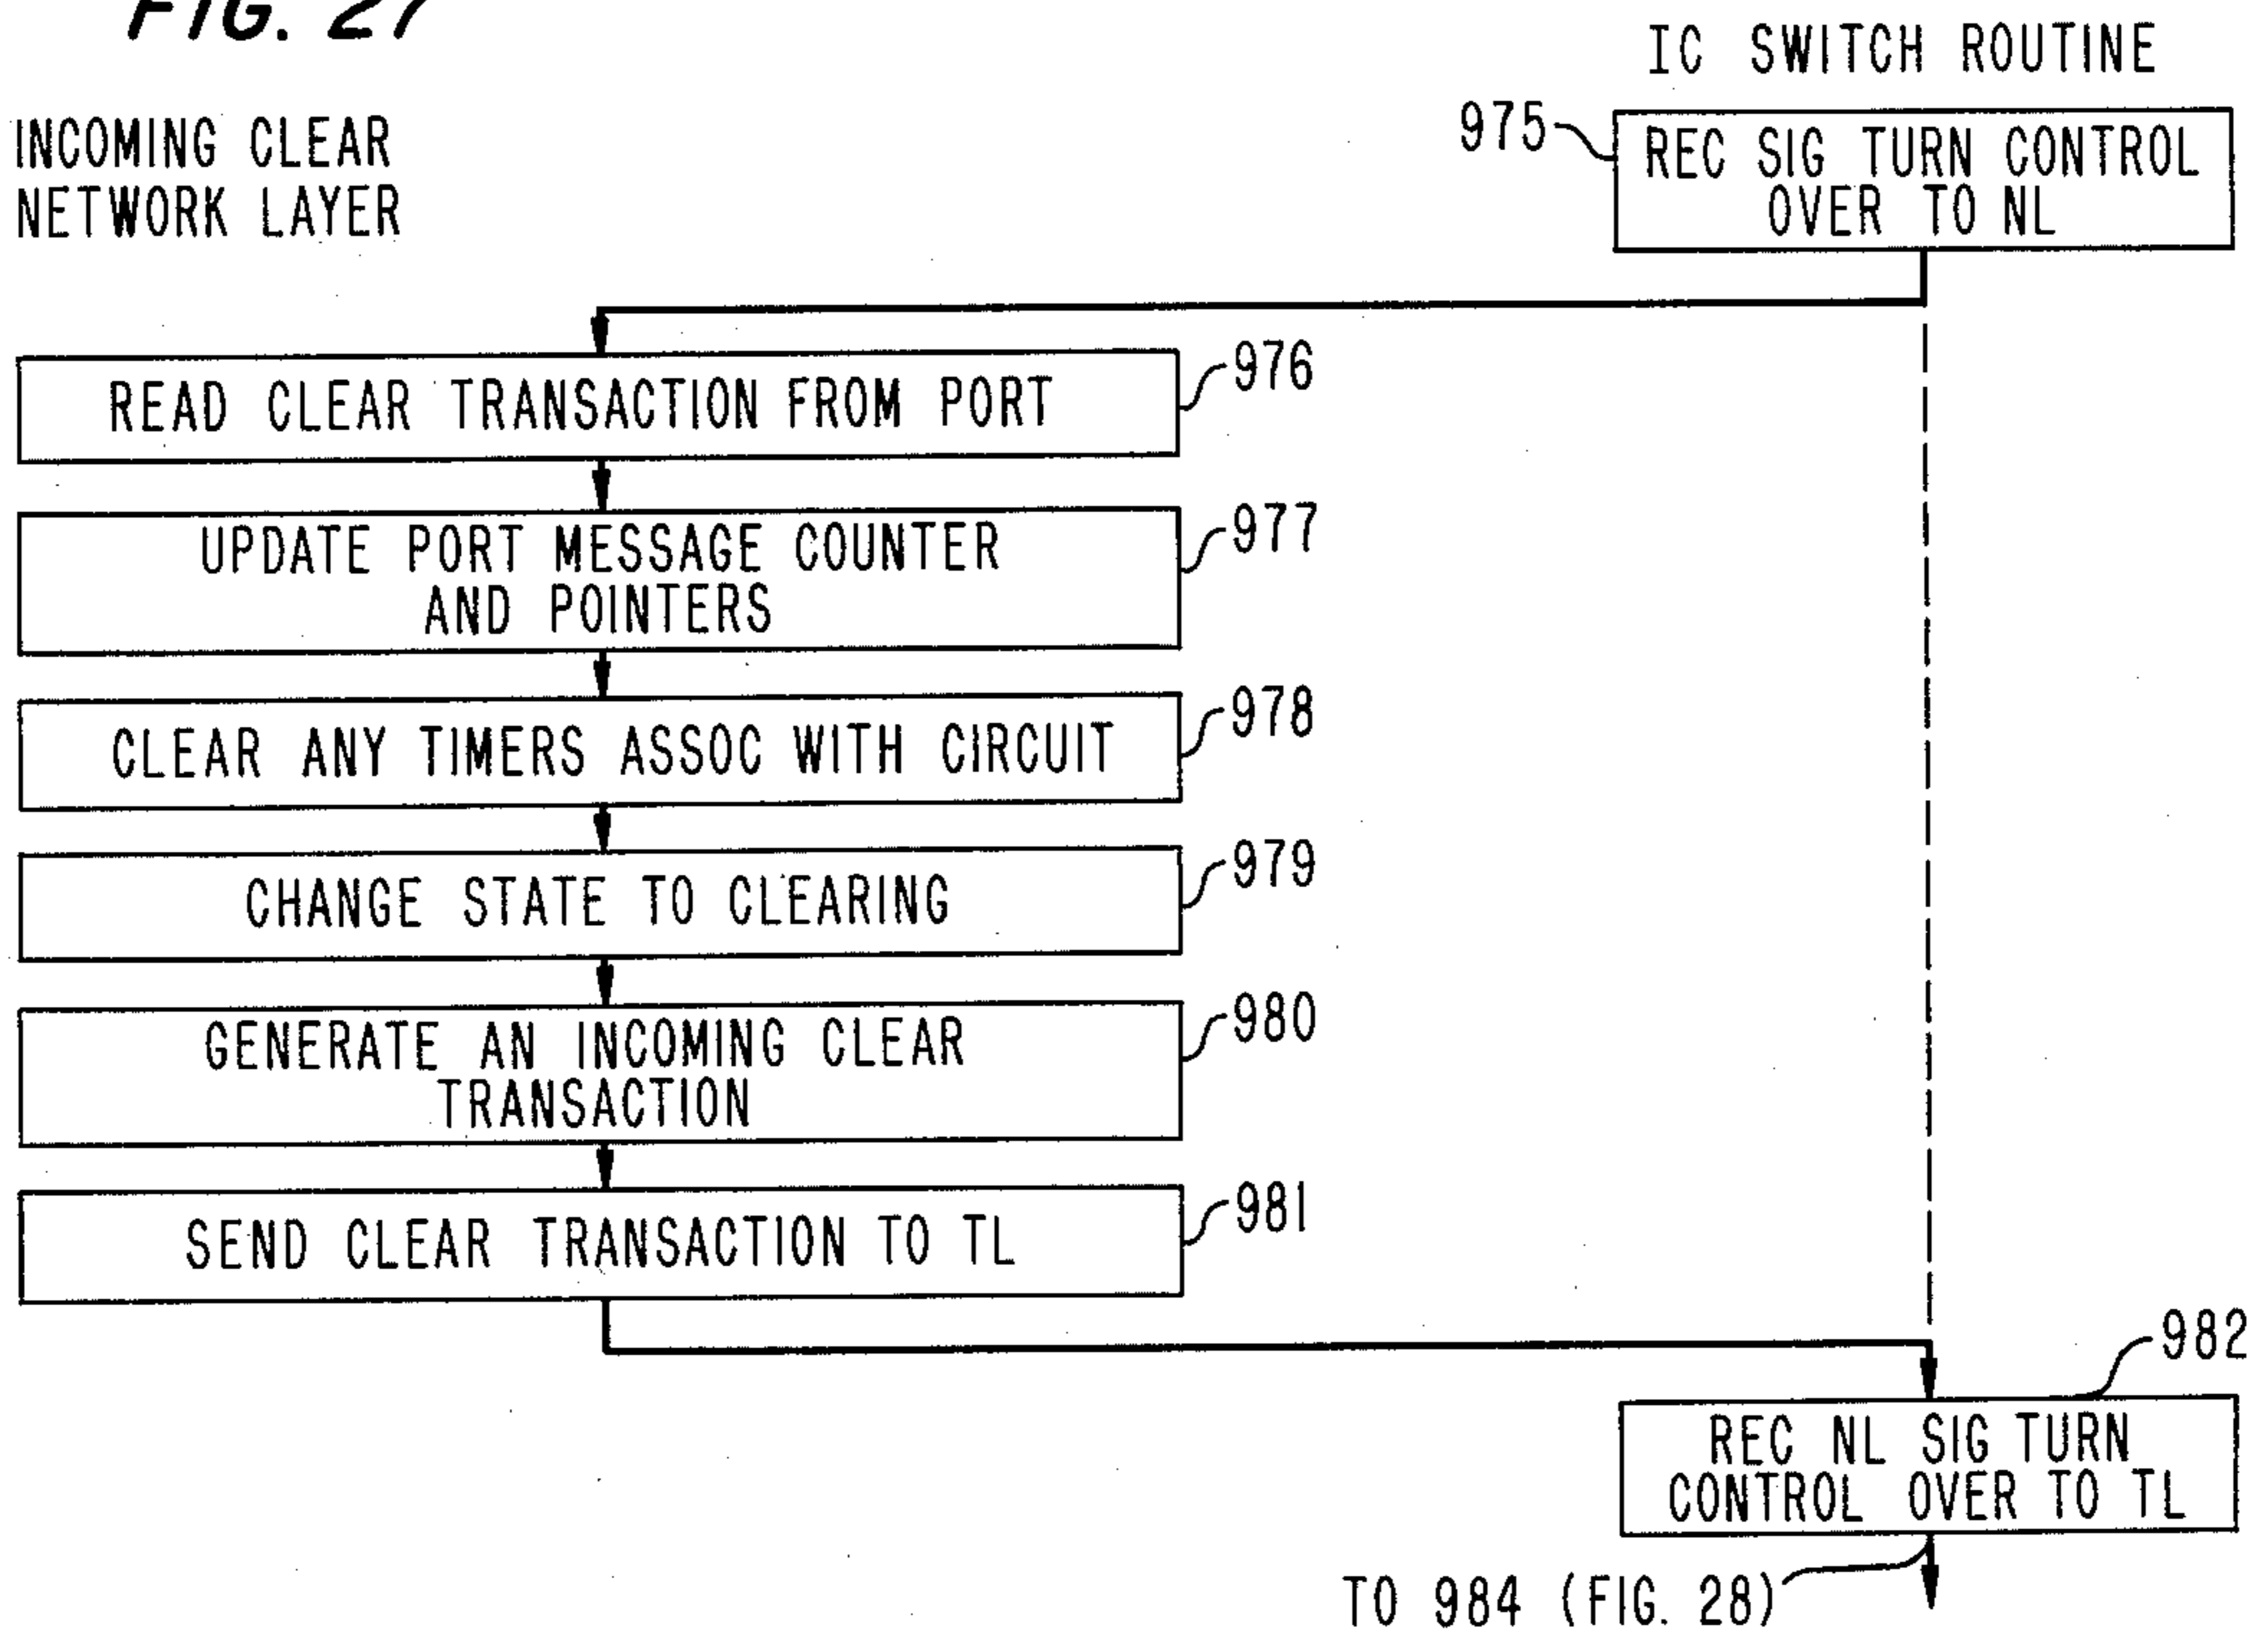 FIG. 27
IC SWITCH ROUTINE
INCOMING CLEAR
NETWORK LAYER
975
REC SIG TURN CONTROL
OVER TO NL
READ CLEAR TRANSACTION FROM PORT
976
UPDATE PORT MESSAGE COUNTER
AND POINTERS
977
CLEAR ANY TIMERS ASSOC WITH CIRCUIT
978
CHANGE STATE TO CLEARING
979
GENERATE AN INCOMING CLEAR
TRANSACTION
980
SEND CLEAR TRANSACTION TO TL
981
982
REC NL SIG TURN
CONTROL OVER TO TL
TO 984 (FIG. 28)